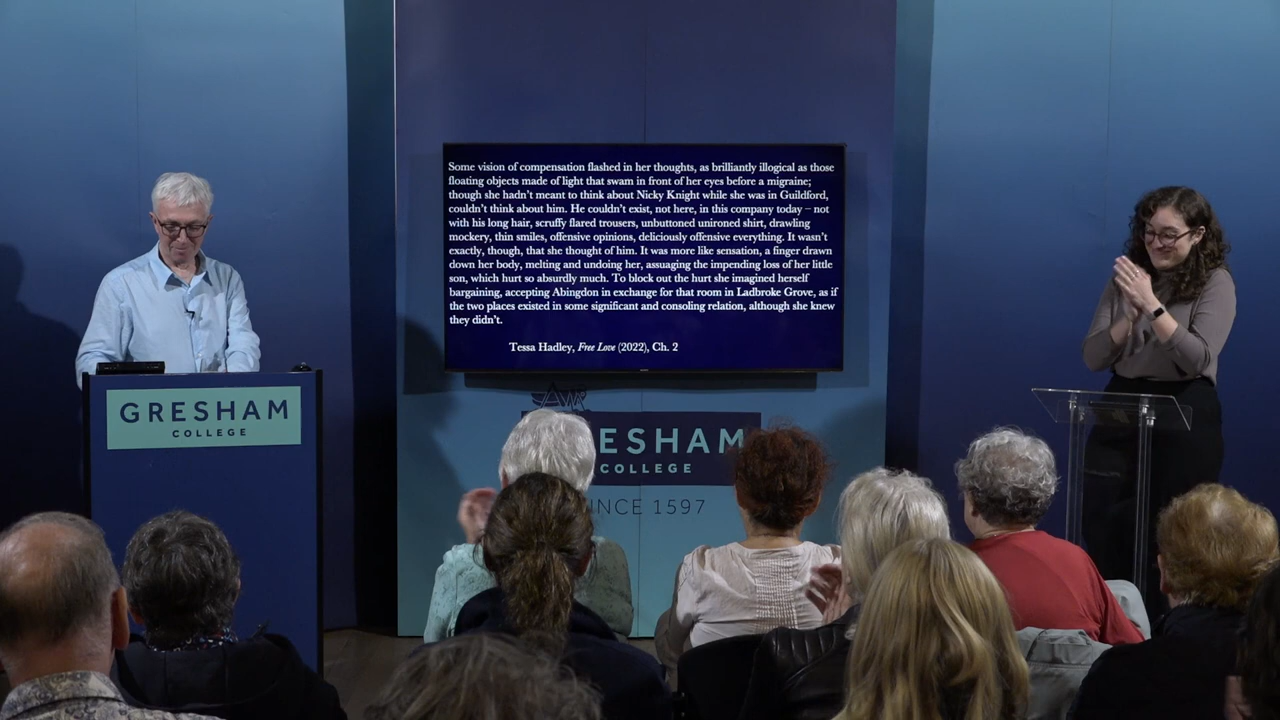 Some vision of compensation flashed in her thoughts, as brilliantly illogical as those
floating objects made of light that swam in front of her eyes before a migraine;
though she hadn't meant to think about Nicky Knight while she was in Guildford,
couldn't think about him. He couldn't exist, not here, in this company today – not
with his long hair, scruffy flared trousers, unbuttoned unironed shirt, drawling
mockery, thin smiles, offensive opinions, deliciously offensive everything. It wasn't
exactly, though, that she thought of him. It was more like sensation, a finger drawn
down her body, melting and undoing her, assuaging the impending loss of her little
son, which hurt so absurdly much. To block out the hurt she imagined herself
bargaining, accepting Abingdon in exchange for that room in Ladbroke Grove, as if
the two places existed in some significant and consoling relation, although she knew
they didn't.
Tessa Hadley, Free Love (2022), Ch. 2
GRESHAM
COLLEGE
ESHAM
COLLEGE
INCE 1597